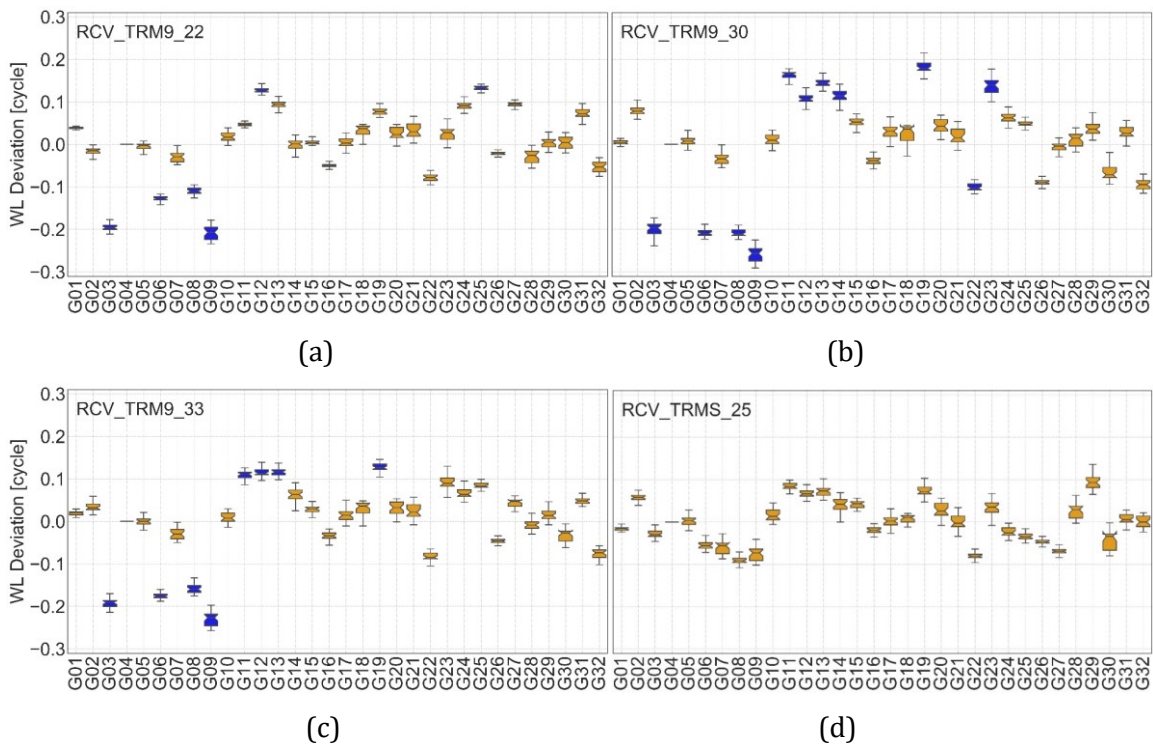 RCV_TRM9_22
RCV_TRM9_30
WL Deviation [cycle]
0.3
0.2
0.1
0.0
−0.1
−0.2
−0.3
G01 G02 G03 G04 G05 G06 G07 G08 G09 G10 G11 G12 G13 G14 G15 G16 G17 G18 G19 G20 G21 G22 G23 G24 G25 G26 G27 G28 G29 G30 G31 G32
G01 G02 G03 G04 G05 G06 G07 G08 G09 G10 G11 G12 G13 G14 G15 G16 G17 G18 G19 G20 G21 G22 G23 G24 G25 G26 G27 G28 G29 G30 G31 G32
(a)
(b)
RCV_TRM9_33
RCV_TRMS_25
WL Deviation [cycle]
0.3
0.2
0.1
0.0
−0.1
−0.2
−0.3
G01 G02 G03 G04 G05 G06 G07 G08 G09 G10 G11 G12 G13 G14 G15 G16 G17 G18 G19 G20 G21 G22 G23 G24 G25 G26 G27 G28 G29 G30 G31 G32
G01 G02 G03 G04 G05 G06 G07 G08 G09 G10 G11 G12 G13 G14 G15 G16 G17 G18 G19 G20 G21 G22 G23 G24 G25 G26 G27 G28 G29 G30 G31 G32
(c)
(d)